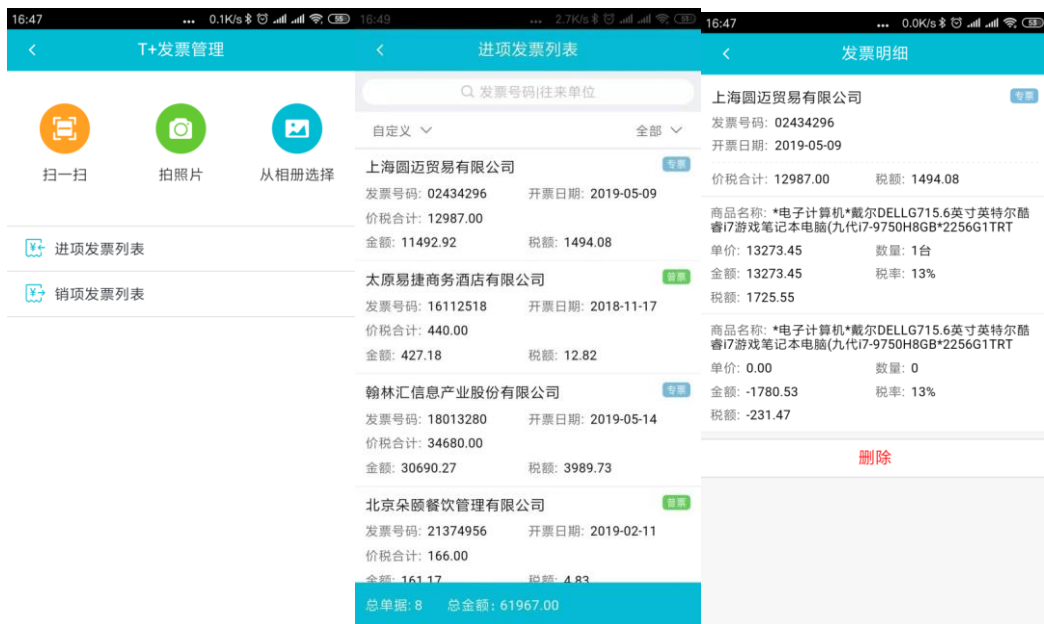 16:47
... 0.1K/s 55
T+发票管理
扫一扫
拍照片
从相册选择
进项发票列表
销项发票列表
16:49
... 2.7K/s
进项发票列表
发票号码|往来单位
自定义
全部
上海圆迈贸易有限公司 专票
发票号码: 02434296 开票日期: 2019-05-09
价税合计: 12987.00
金额: 11492.92 税额: 1494.08
太原易捷商务酒店有限公司 普票
发票号码: 16112518 开票日期: 2018-11-17
价税合计: 440.00
金额: 427.18 税额: 12.82
翰林汇信息产业股份有限公司 专票
发票号码: 18013280 开票日期: 2019-05-14
价税合计: 34680.00
金额: 30690.27 税额: 3989.73
北京朵颐餐饮管理有限公司 普票
发票号码: 21374956 开票日期: 2019-02-11
价税合计: 166.00
金额: 161.17 税额: 4.83
总单据: 8 总金额: 61967.00
16:47
... 0.0K/s
发票明细
上海圆迈贸易有限公司 专票
发票号码: 02434296
开票日期: 2019-05-09
价税合计: 12987.00 税额: 1494.08
商品名称: *电子计算机*戴尔DELLG715.6英寸英特尔酷
睿i7游戏笔记本电脑(九代i7-9750H8GB*2256G1TRT
单价: 13273.45 数量: 1台
金额: 13273.45 税率: 13%
税额: 1725.55
商品名称: *电子计算机*戴尔DELLG715.6英寸英特尔酷
睿i7游戏笔记本电脑(九代i7-9750H8GB*2256G1TRT
单价: 0.00 数量: 0
金额: -1780.53 税率: 13%
税额: -231.47
删除